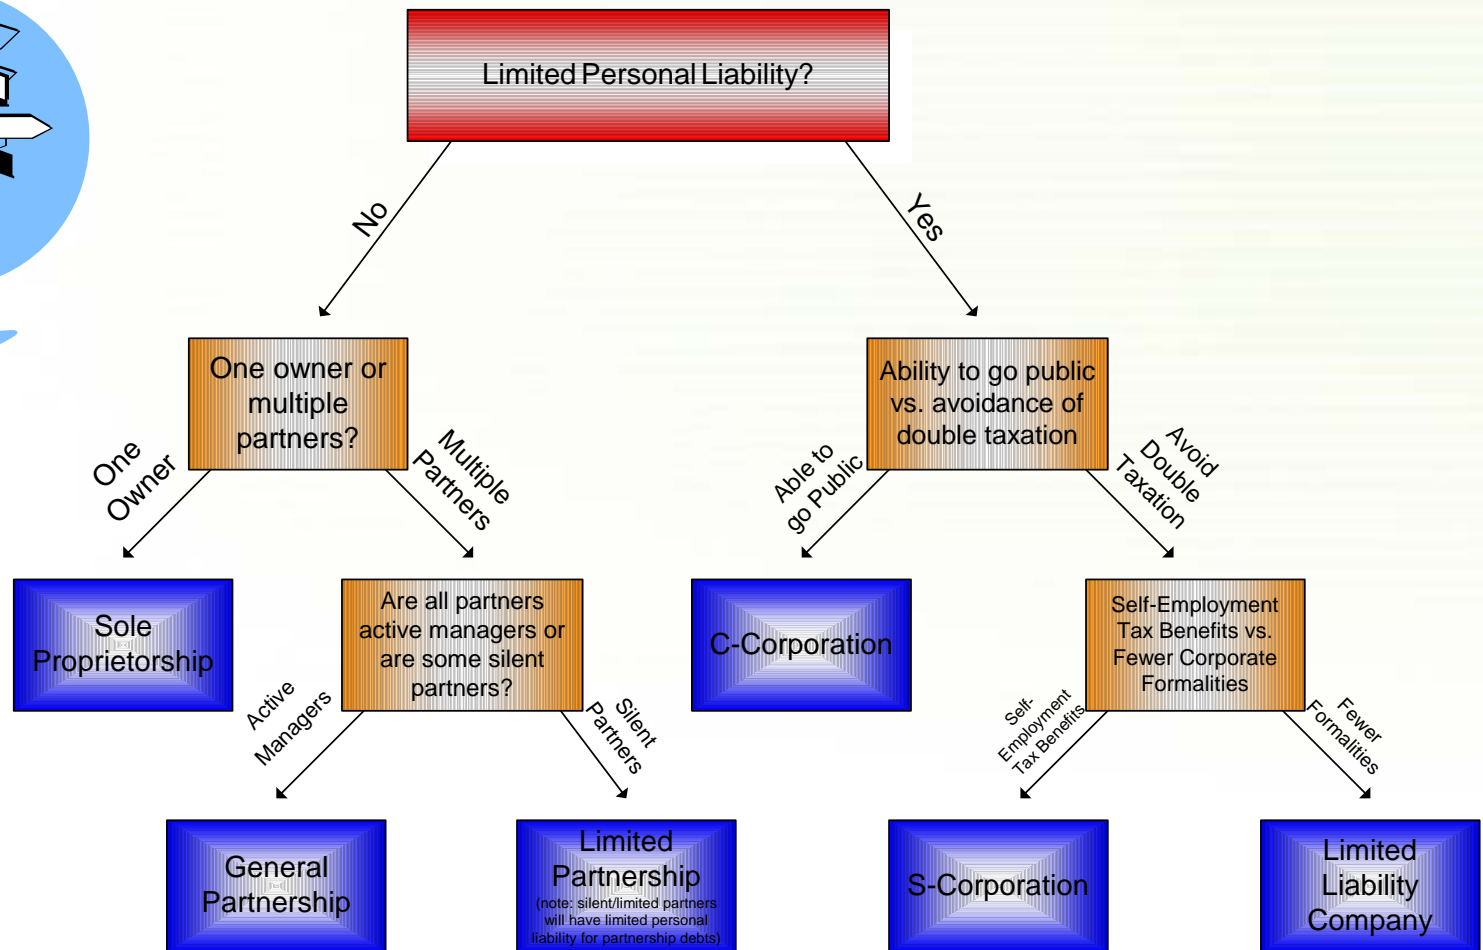 Limited Personal Liability?
No
Yes
One owner or
multiple
partners?
Ability to go public
vs. avoidance of
double taxation
One
Owner
Multiple
Partners
Able to
go Public
Avoid
Double
Taxation
Sole
Proprietorship
Are all partners
active managers or
are some silent
partners?
C-Corporation
Self-Employment
Tax Benefits vs.
Fewer Corporate
Formalities
Active
Managers
Silent
Partners
Self-
Employment
Tax Benefits
Fewer
Formalities
General
Partnership
Limited
Partnership
(note: silent/limited partners
will have limited personal
liability for partnership debts)
S-Corporation
Limited
Liability
Company